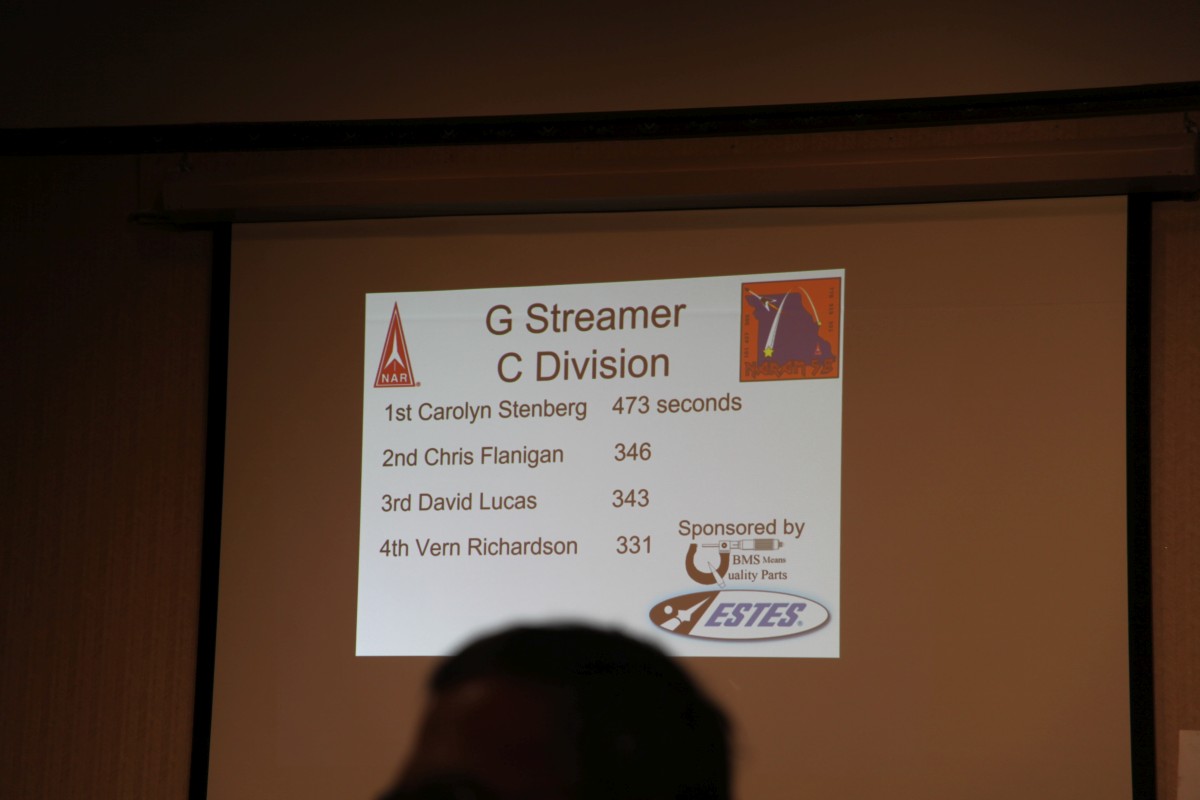 G Streamer
C Division
NAR
1st Carolyn Stenberg 473 seconds
2nd Chris Flanigan 346
3rd David Lucas 343
4th Vern Richardson 331
Sponsored by
BMS Means
Quality Parts
ESTES®